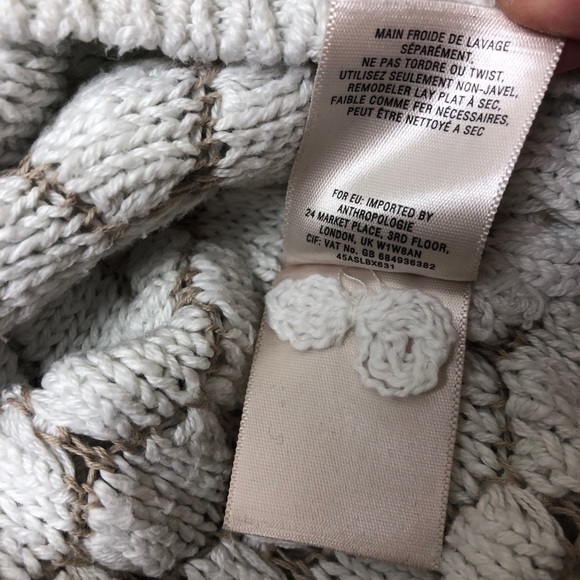 MAIN FROIDE DE LAVAGE
SÉPARÉMENT.
NE PAS TORDRE OU TWIST,
UTILISEZ SEULEMENT NON-JAVEL,
REMODELER LAY PLAT À SEC,
FAIBLE COMME FER NÉCESSAIRES,
PEUT ÊTRE NETTOYÉ A SEC
FOR EU: IMPORTED BY
ANTHROPOLOGIE
24 MARKET PLACE, 3RD FLOOR,
LONDON, UK W1W8AN
CIF: VAT No. GB 684936382
45ASLBX631